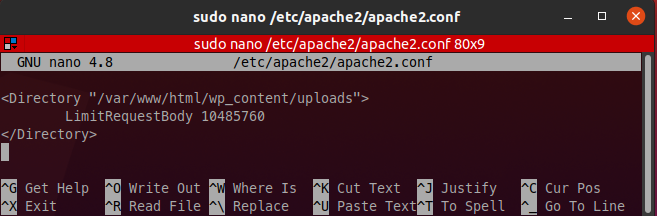 sudo nano /etc/apache2/apache2.conf
sudo nano /etc/apache2/apache2.conf 80x9
GNU nano 4.8 /etc/apache2/apache2.conf
<Directory "/var/www/html/wp_content/uploads">
LimitRequestBody 10485760
</Directory>
^G Get Help ^O Write Out ^W Where Is ^K Cut Text ^J Justify ^C Cur Pos
^X Exit ^R Read File ^\ Replace ^U Paste Text^T To Spell ^_ Go To Line